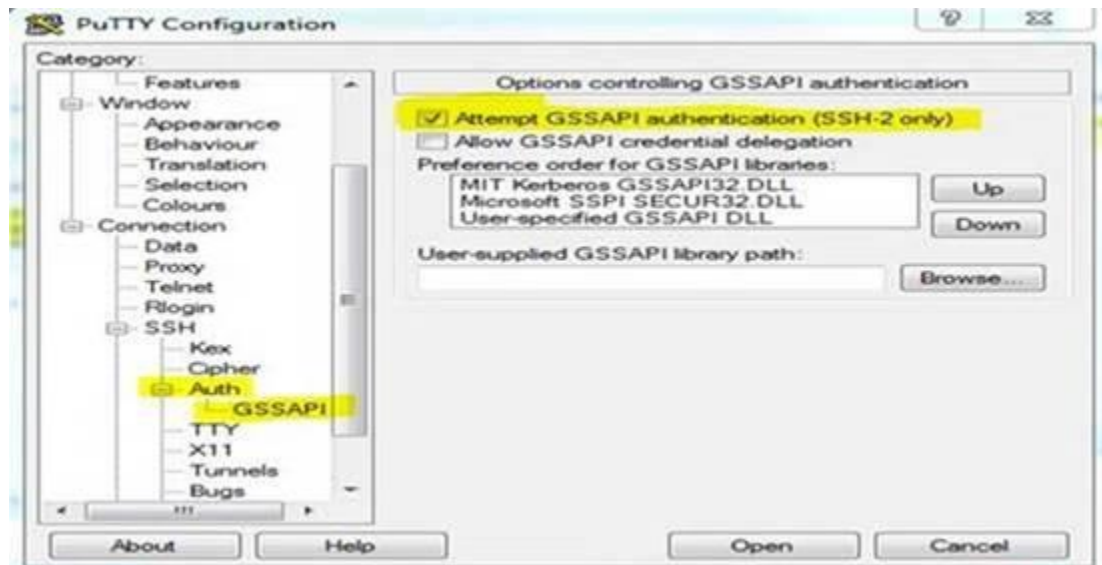 PuTTY Configuration
Category:
Features
Window
Appearance
Behaviour
Translation
Selection
Colours
Connection
Data
Proxy
Telnet
Rlogin
SSH
Kex
Cipher
Auth
GSSAPI
TTY
X11
Tunnels
Bugs
Options controlling GSSAPI authentication
Attempt GSSAPI authentication (SSH-2 only)
Allow GSSAPI credential delegation
Preference order for GSSAPI libraries:
MIT Kerberos GSSAPI32.DLL
Microsoft SSPI SECUR32.DLL
User-specified GSSAPI DLL
Up
Down
User-supplied GSSAPI library path:
Browse...
About
Help
Open
Cancel